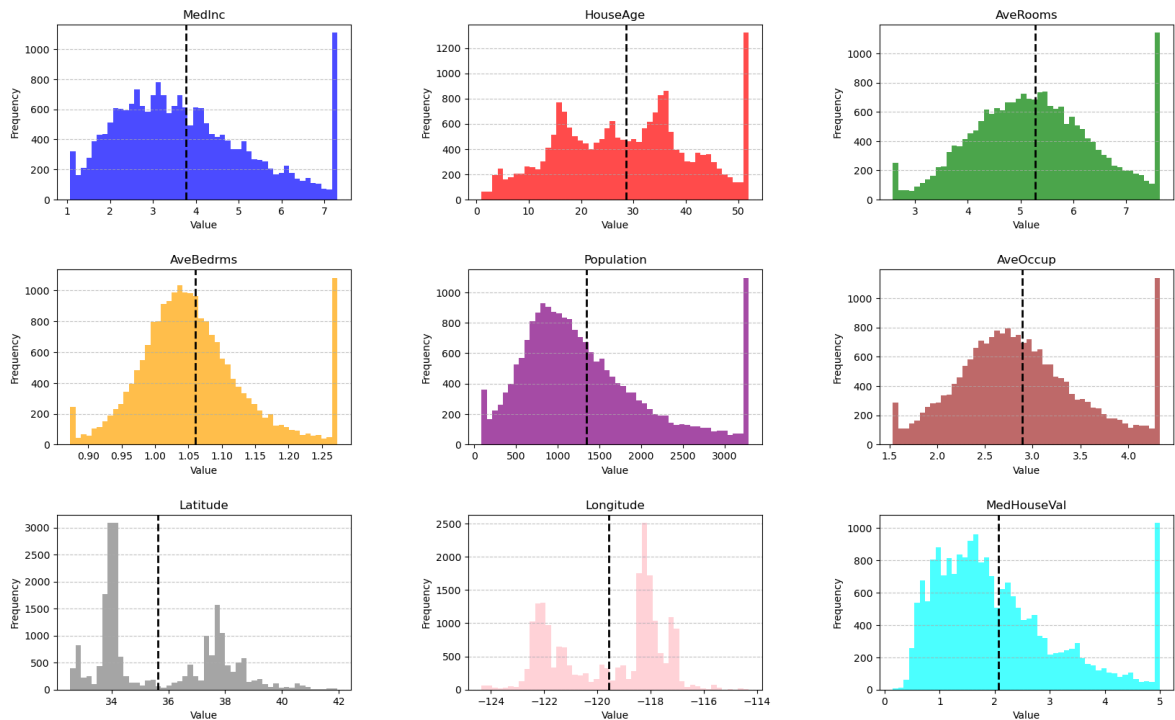 MedInc
HouseAge
AveRooms
Frequency
1000
800
600
400
200
0
1 2 3 4 5 6 7
Value
Frequency
1200
1000
800
600
400
200
0
0 10 20 30 40 50
Value
Frequency
1000
800
600
400
200
0
3 4 5 6 7
Value
AveBedrms
Population
AveOccup
Frequency
1000
800
600
400
200
0
0.90 0.95 1.00 1.05 1.10 1.15 1.20 1.25
Value
Frequency
1000
800
600
400
200
0
0 500 1000 1500 2000 2500 3000
Value
Frequency
1000
800
600
400
200
0
1.5 2.0 2.5 3.0 3.5 4.0
Value
Latitude
Longitude
MedHouseVal
Frequency
3000
2500
2000
1500
1000
500
0
34 36 38 40 42
Value
Frequency
2500
2000
1500
1000
500
0
−124 −122 −120 −118 −116 −114
Value
Frequency
1000
800
600
400
200
0
0 1 2 3 4 5
Value